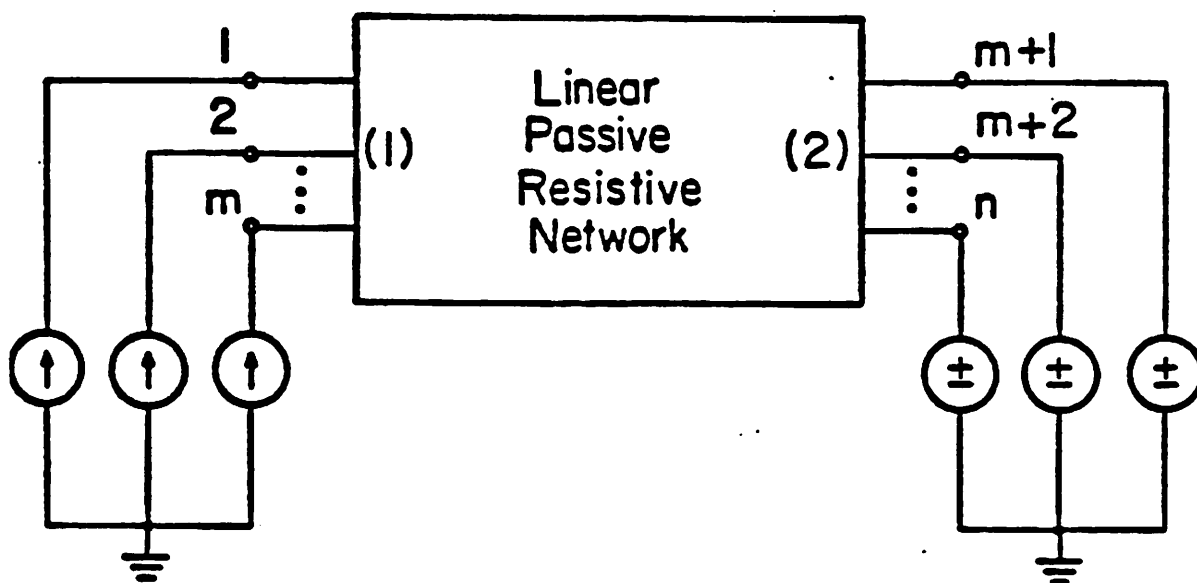 1
2
m
(1)
Linear
Passive
Resistive
Network
(2)
m+1
m+2
n